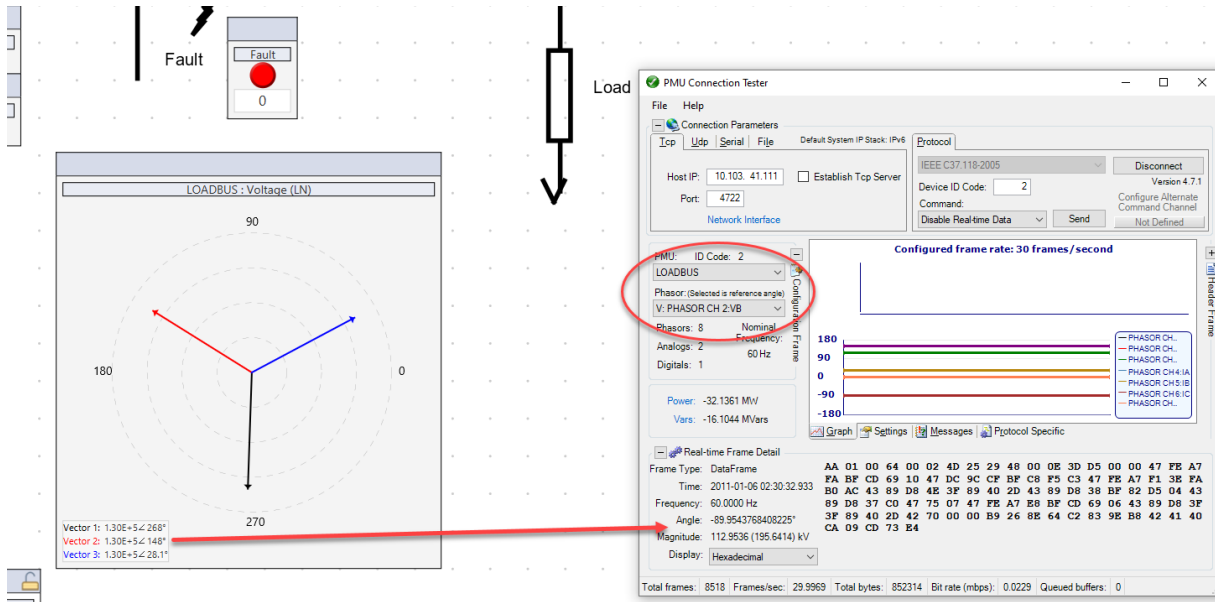 Fault
Fault
0
Load
LOADBUS : Voltage (LN)
90
180
0
270
Vector 1: 1.30E+5∠268°
Vector 2: 1.30E+5∠148°
Vector 3: 1.30E+5∠28.1°
PMU Connection Tester
File Help
Connection Parameters
Tcp Udp Serial File Default System IP Stack: IPv6 Protocol
Host IP: 10.103. 41.111 Establish Tcp Server
Port: 4722
Network Interface
IEEE C37.118-2005 Disconnect
Device ID Code: 2 Version 4.7.1
Command: Configure Alternate Command Channel
Disable Real-time Data Send Not Defined
PMU: ID Code: 2
LOADBUS
Phasor: (Selected is reference angle)
V: PHASOR CH 2:VB
Phasors: 8 Nominal
Analogs: 2 Frequency:
Digitals: 1 60 Hz
Power: -32.1361 MW
Vars: -16.1044 MVars
Configuration Frame
Configured frame rate: 30 frames/second
180
90
0
-90
-180
PHASOR CH..
PHASOR CH..
PHASOR CH..
PHASOR CH4:IA
PHASOR CH5:IB
PHASOR CH6:IC
PHASOR CH..
Header Frame
Graph Settings Messages Protocol Specific
Real-time Frame Detail
Frame Type: DataFrame
Time: 2011-01-06 02:30:32.933
Frequency: 60.0000 Hz
Angle: -89.9543768408225°
Magnitude: 112.9536 (195.6414) kV
Display: Hexadecimal
AA 01 00 64 00 02 4D 25 29 48 00 0E 3D D5 00 00 47 FE A7
FA BF CD 69 10 47 DC 9C CF BF C8 F5 C3 47 FE A7 F1 3E FA
B0 AC 43 89 D8 4E 3F 89 40 2D 43 89 D8 38 BF 82 D5 04 43
89 D8 37 C0 47 75 07 47 FE A7 E8 BF CD 69 06 43 89 D8 3F
3F 89 40 2D 42 70 00 00 B9 26 8E 64 C2 83 9E B8 42 41 40
CA 09 CD 73 E4
Total frames: 8518 Frames/sec: 29.9969 Total bytes: 852314 Bit rate (mbps): 0.0229 Queued buffers: 0